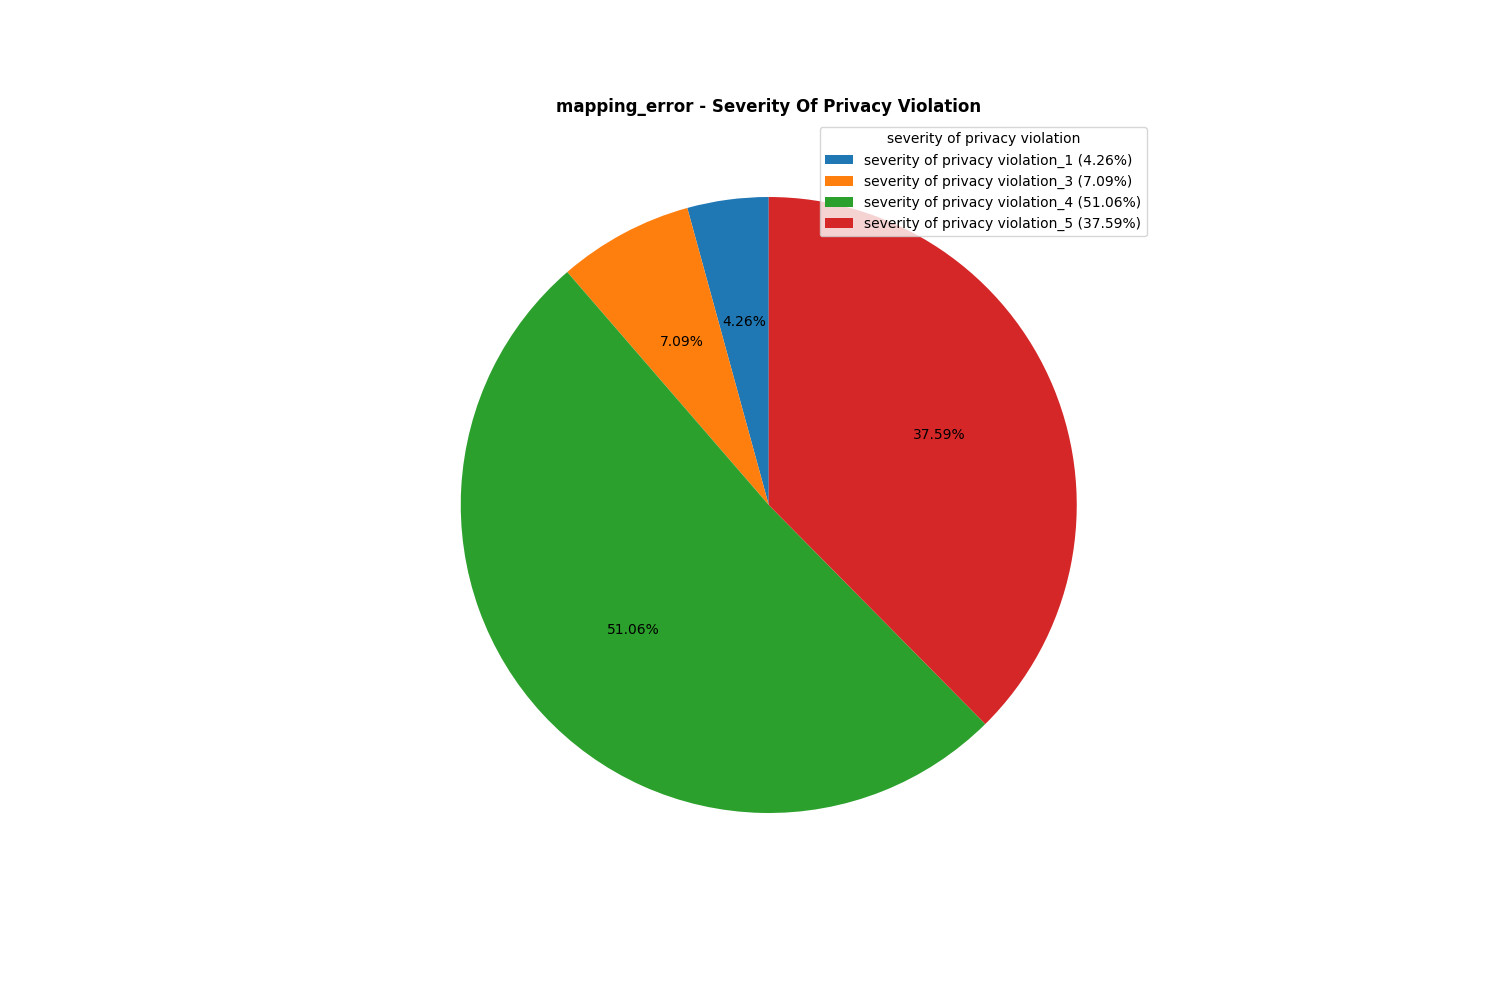 mapping_error - Severity Of Privacy Violation
severity of privacy violation
severity of privacy violation_1 (4.26%)
severity of privacy violation_3 (7.09%)
severity of privacy violation_4 (51.06%)
severity of privacy violation_5 (37.59%)
4.26%
7.09%
37.59%
51.06%